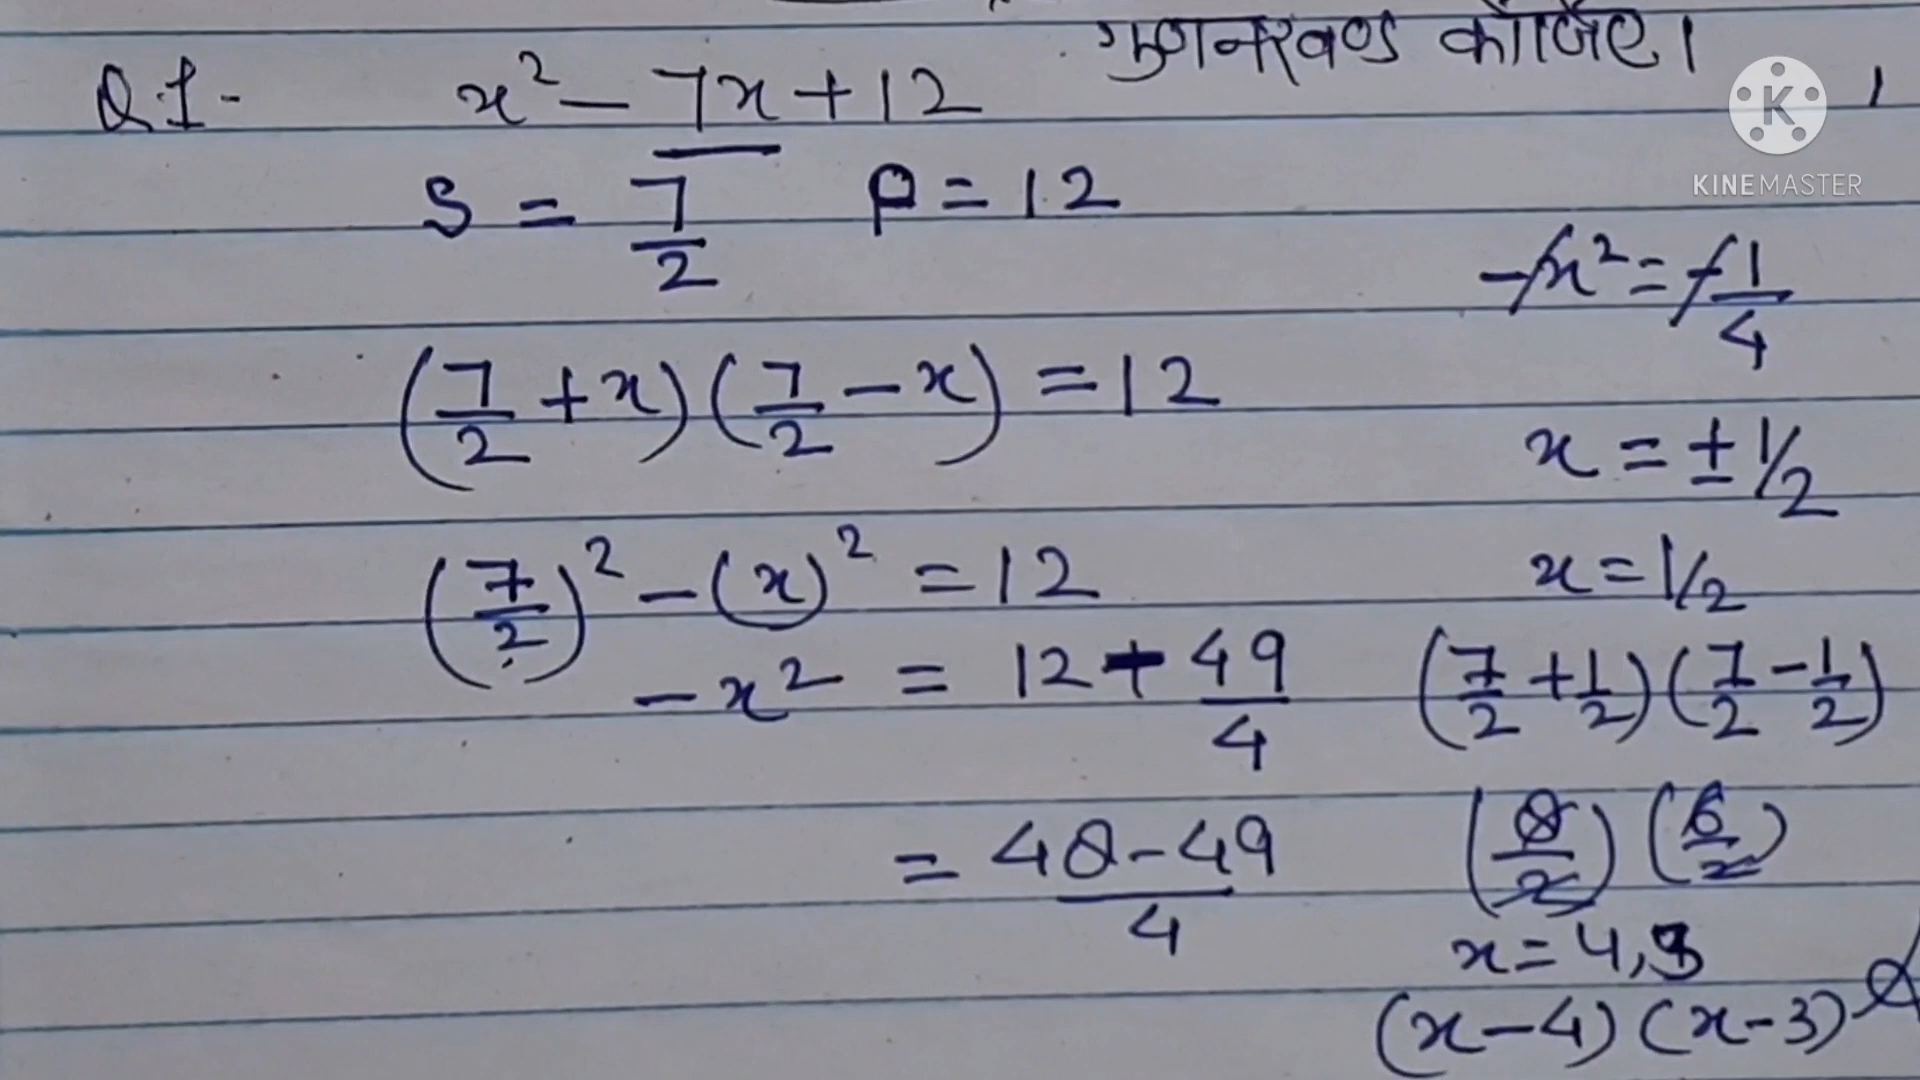 गुणनखण्ड कीजिए।
Q.1- x² - 7x + 12
KINEMASTER
S = 7/2 P = 12
(7/2 + x)(7/2 - x) = 12
(7/2)² - (x)² = 12
-x² = 12 - 49/4
= 48-49/4
-x² = -1/4
x = ± 1/2
x = 1/2
(7/2 + 1/2)(7/2 - 1/2)
(8/2)(6/2)
x = 4, 3
(x-4)(x-3)